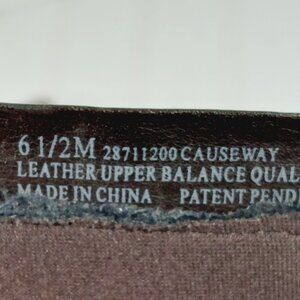 6 1/2M 28711200 CAUSEWAY
LEATHER UPPER BALANCE QUAL
MADE IN CHINA PATENT PENDI